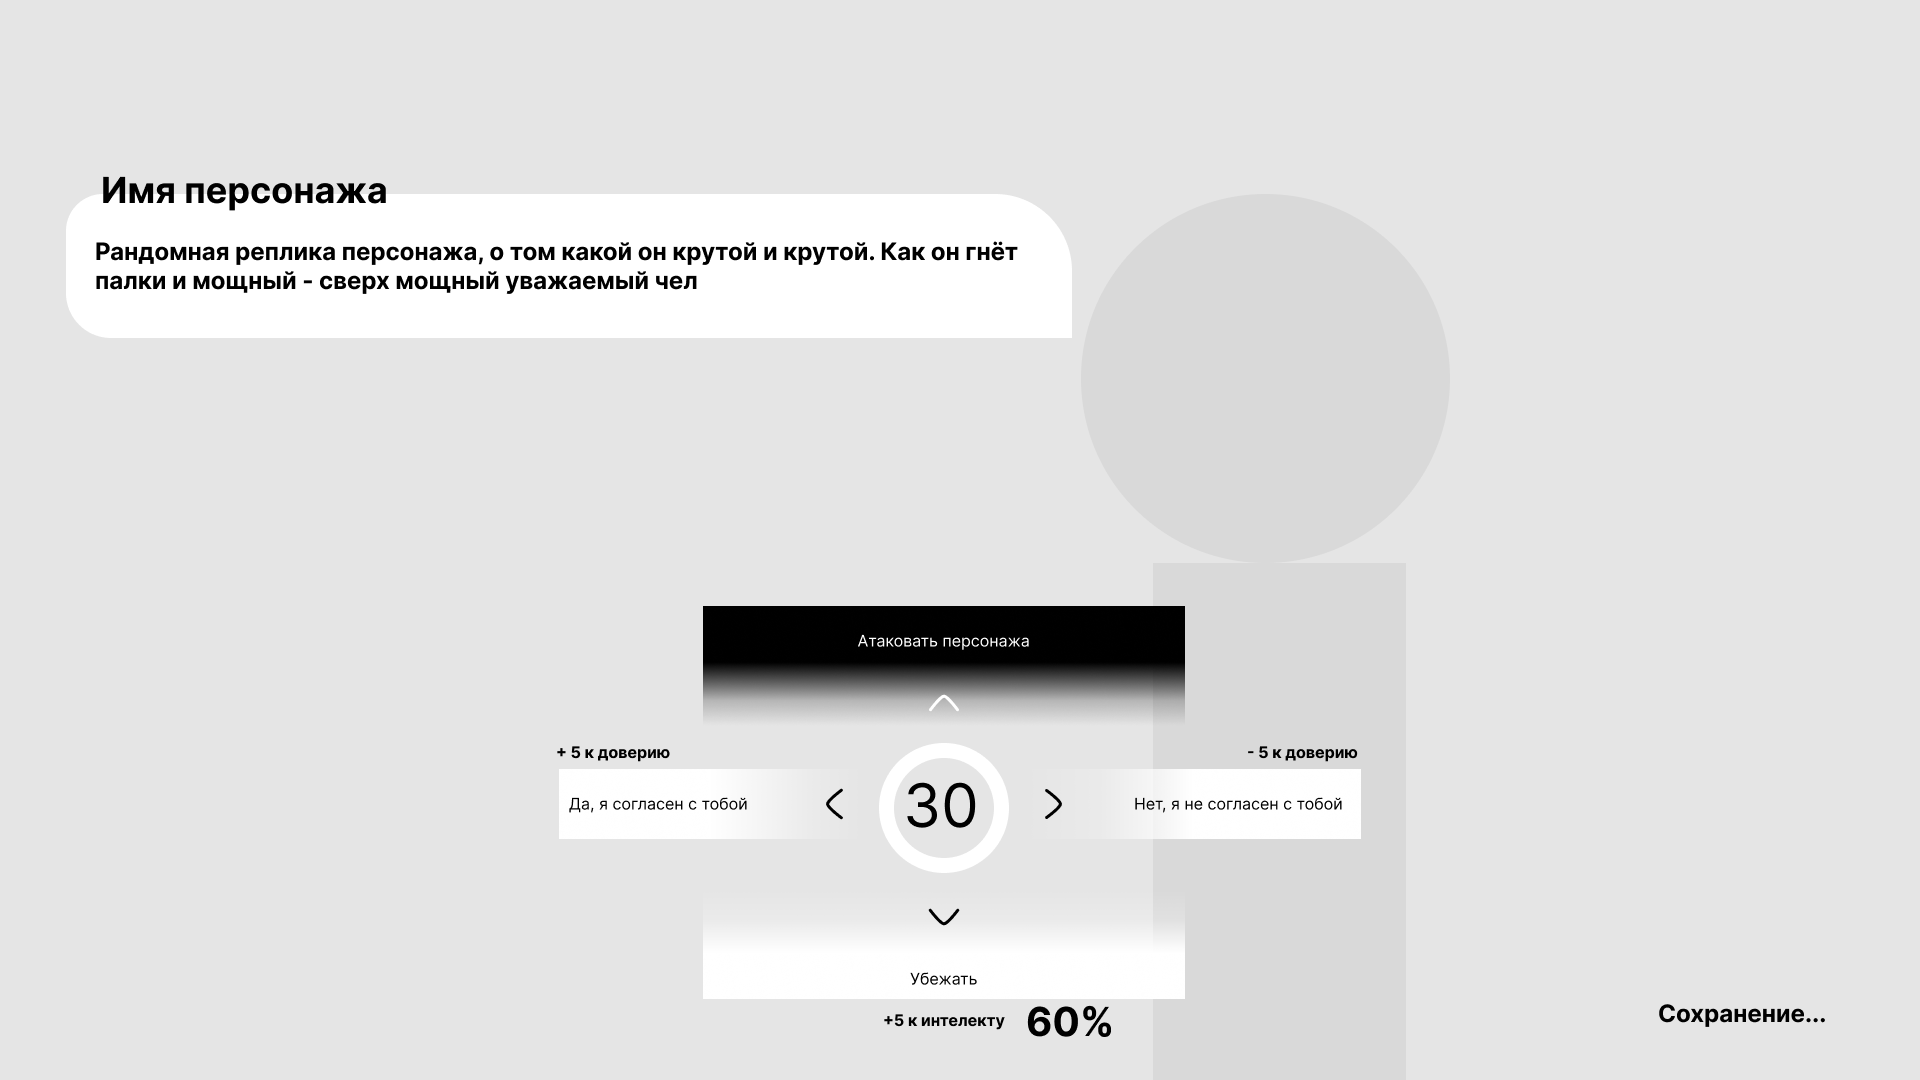 Имя персонажа
Рандомная реплика персонажа, о том какой он крутой и крутой. Как он гнёт
палки и мощный - сверх мощный уважаемый чел
Атаковать персонажа
+ 5 к доверию
- 5 к доверию
Да, я согласен с тобой
30
Нет, я не согласен с тобой
Убежать
+5 к интелекту 60%
Сохранение...